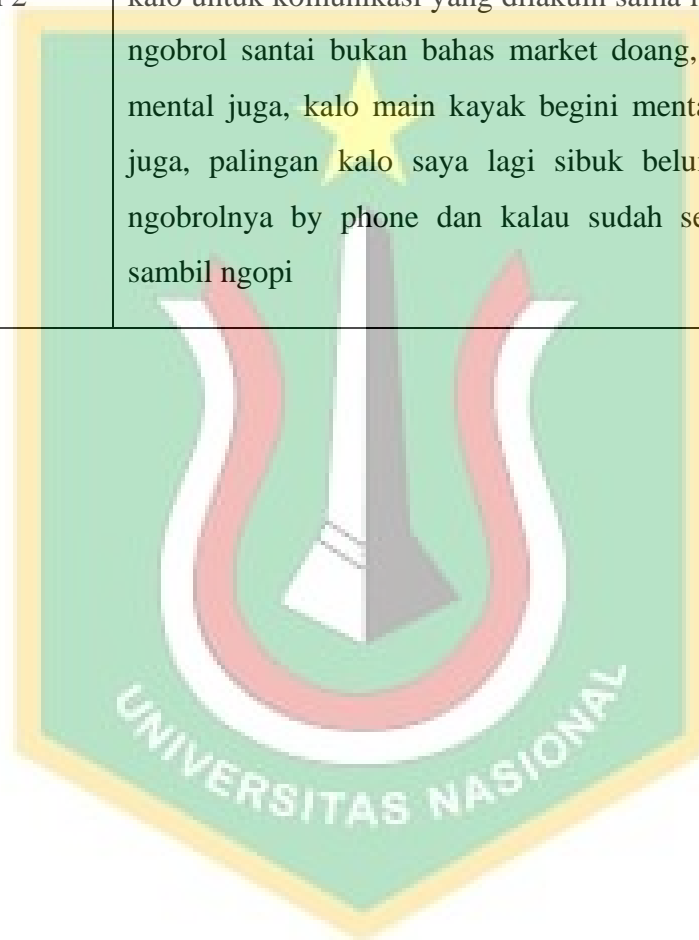 2
kalo untuk komunikasi yang dilakuin sama
ngobrol santai bukan bahas market doang,
mental juga, kalo main kayak begini
juga, palingan kalo saya lagi sibuk
ngobrolnya by phone dan kalau sudah
sambil ngopi
UNIVERSITAS NASIONAL